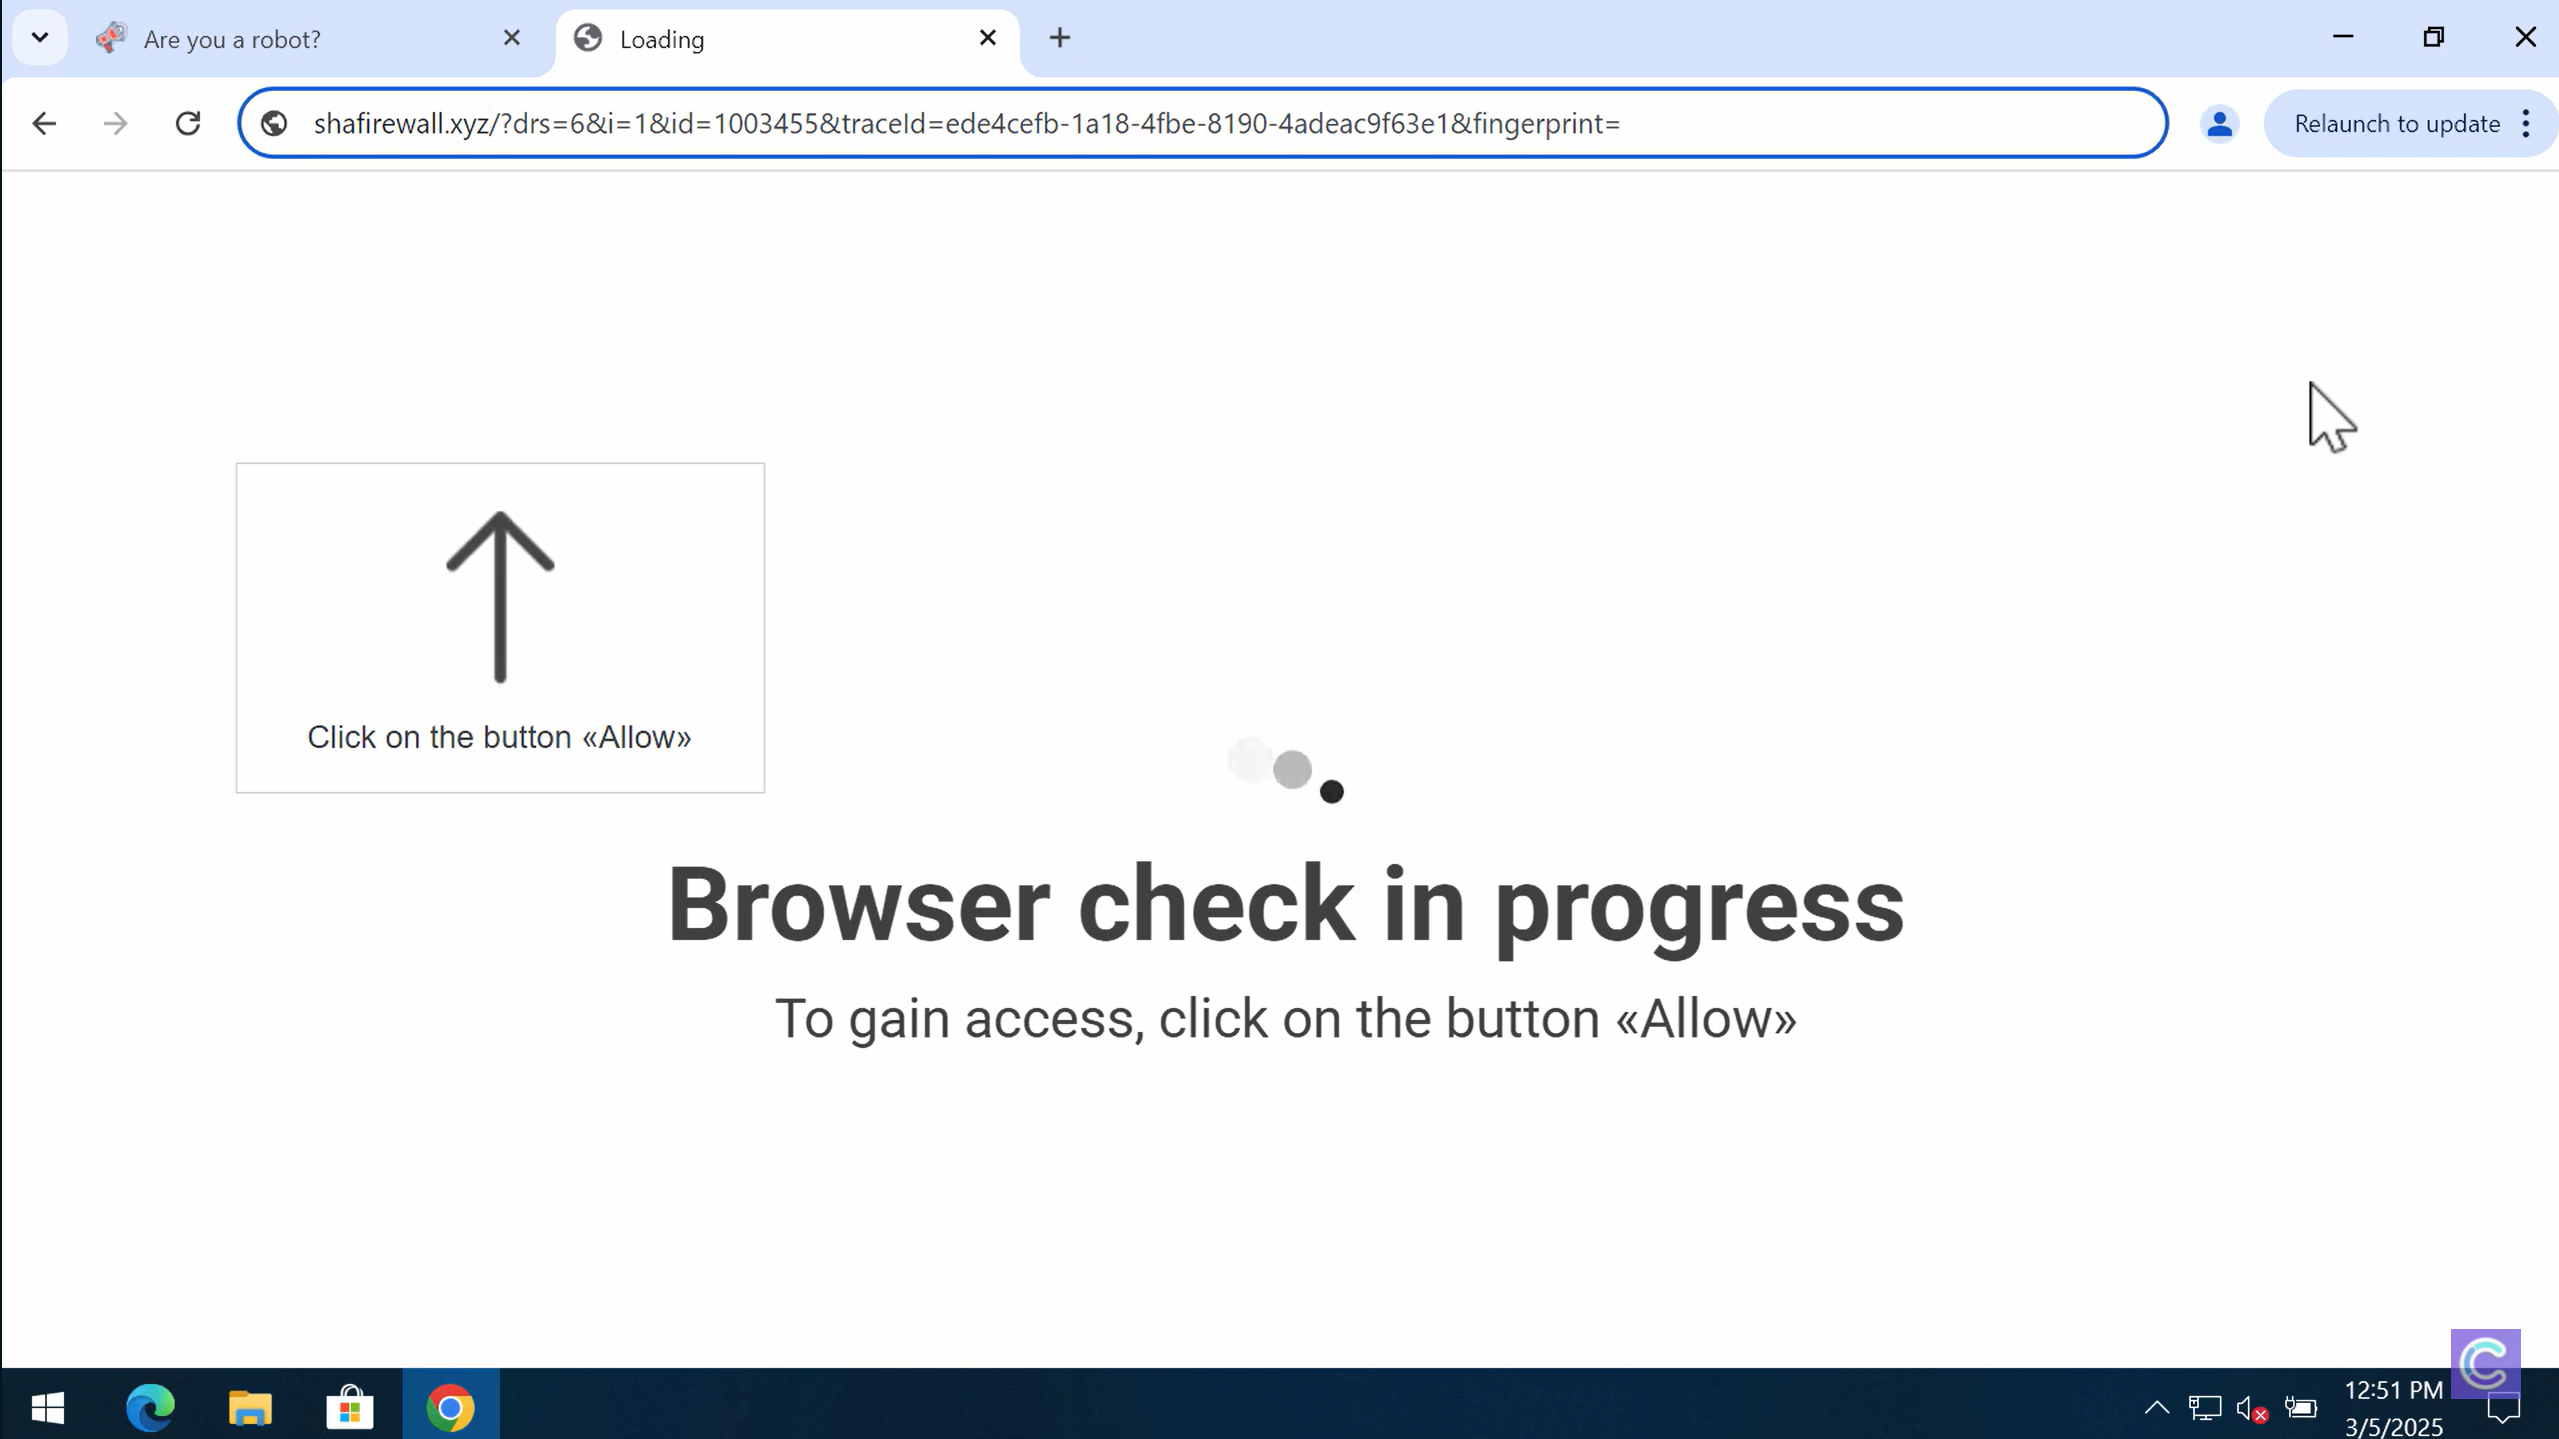 Are you a robot?
Loading
shafirewall.xyz/?drs=6&i=1&id=1003455&traceId=ede4cefb-1a18-4fbe-8190-4adeac9f63e1&fingerprint=
Relaunch to update
Click on the button «Allow»
Browser check in progress
To gain access, click on the button «Allow»
12:51 PM
3/5/2025